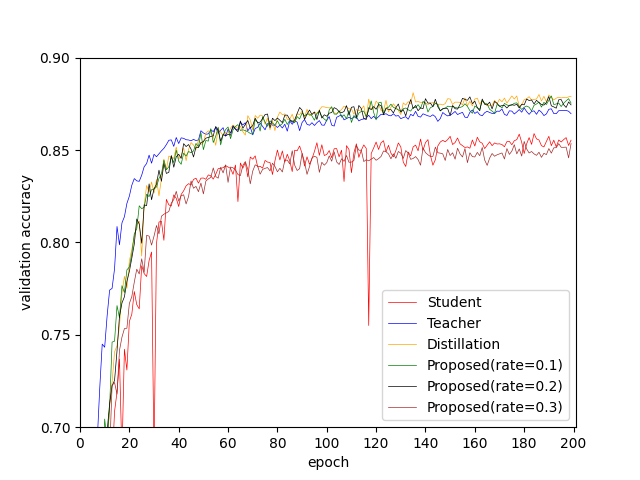 0.90
0.85
0.80
0.75
0.70
validation accuracy
0 20 40 60 80 100 120 140 160 180 200
epoch
Student
Teacher
Distillation
Proposed(rate=0.1)
Proposed(rate=0.2)
Proposed(rate=0.3)